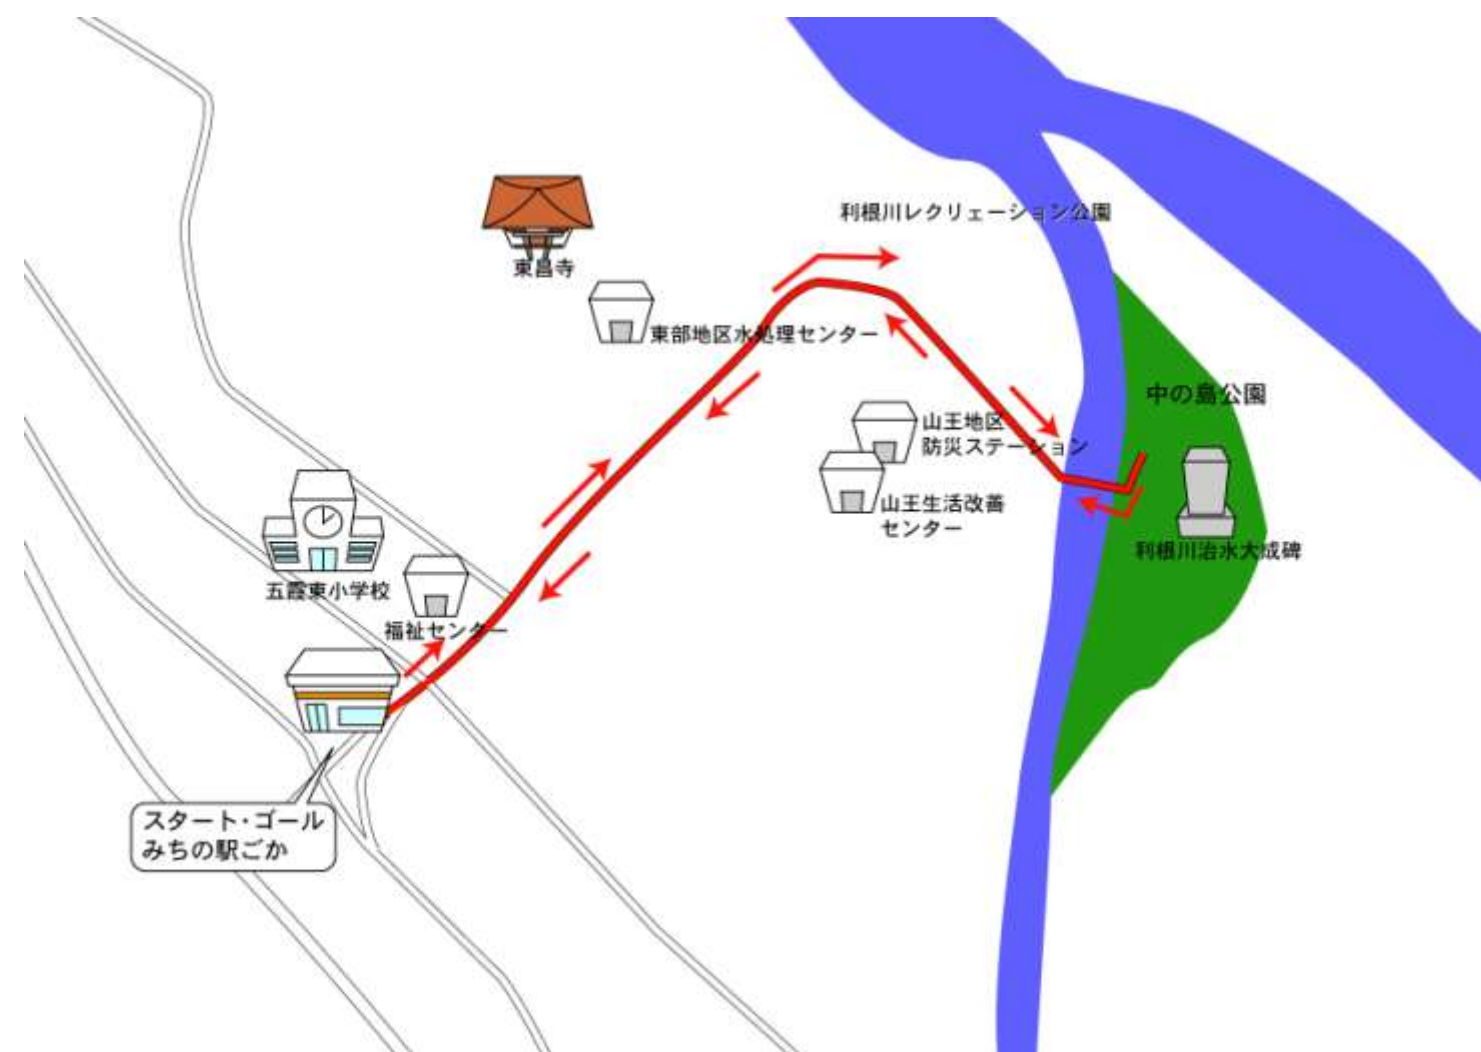 利根川レクリェーション公園
東昌寺
東部地区水処理センター
中の島公園
山王地区
防災ステーション
山王生活改善
センター
利根川治水大成碑
五霞東小学校
福祉センター
スタート・ゴール
みちの駅ごか